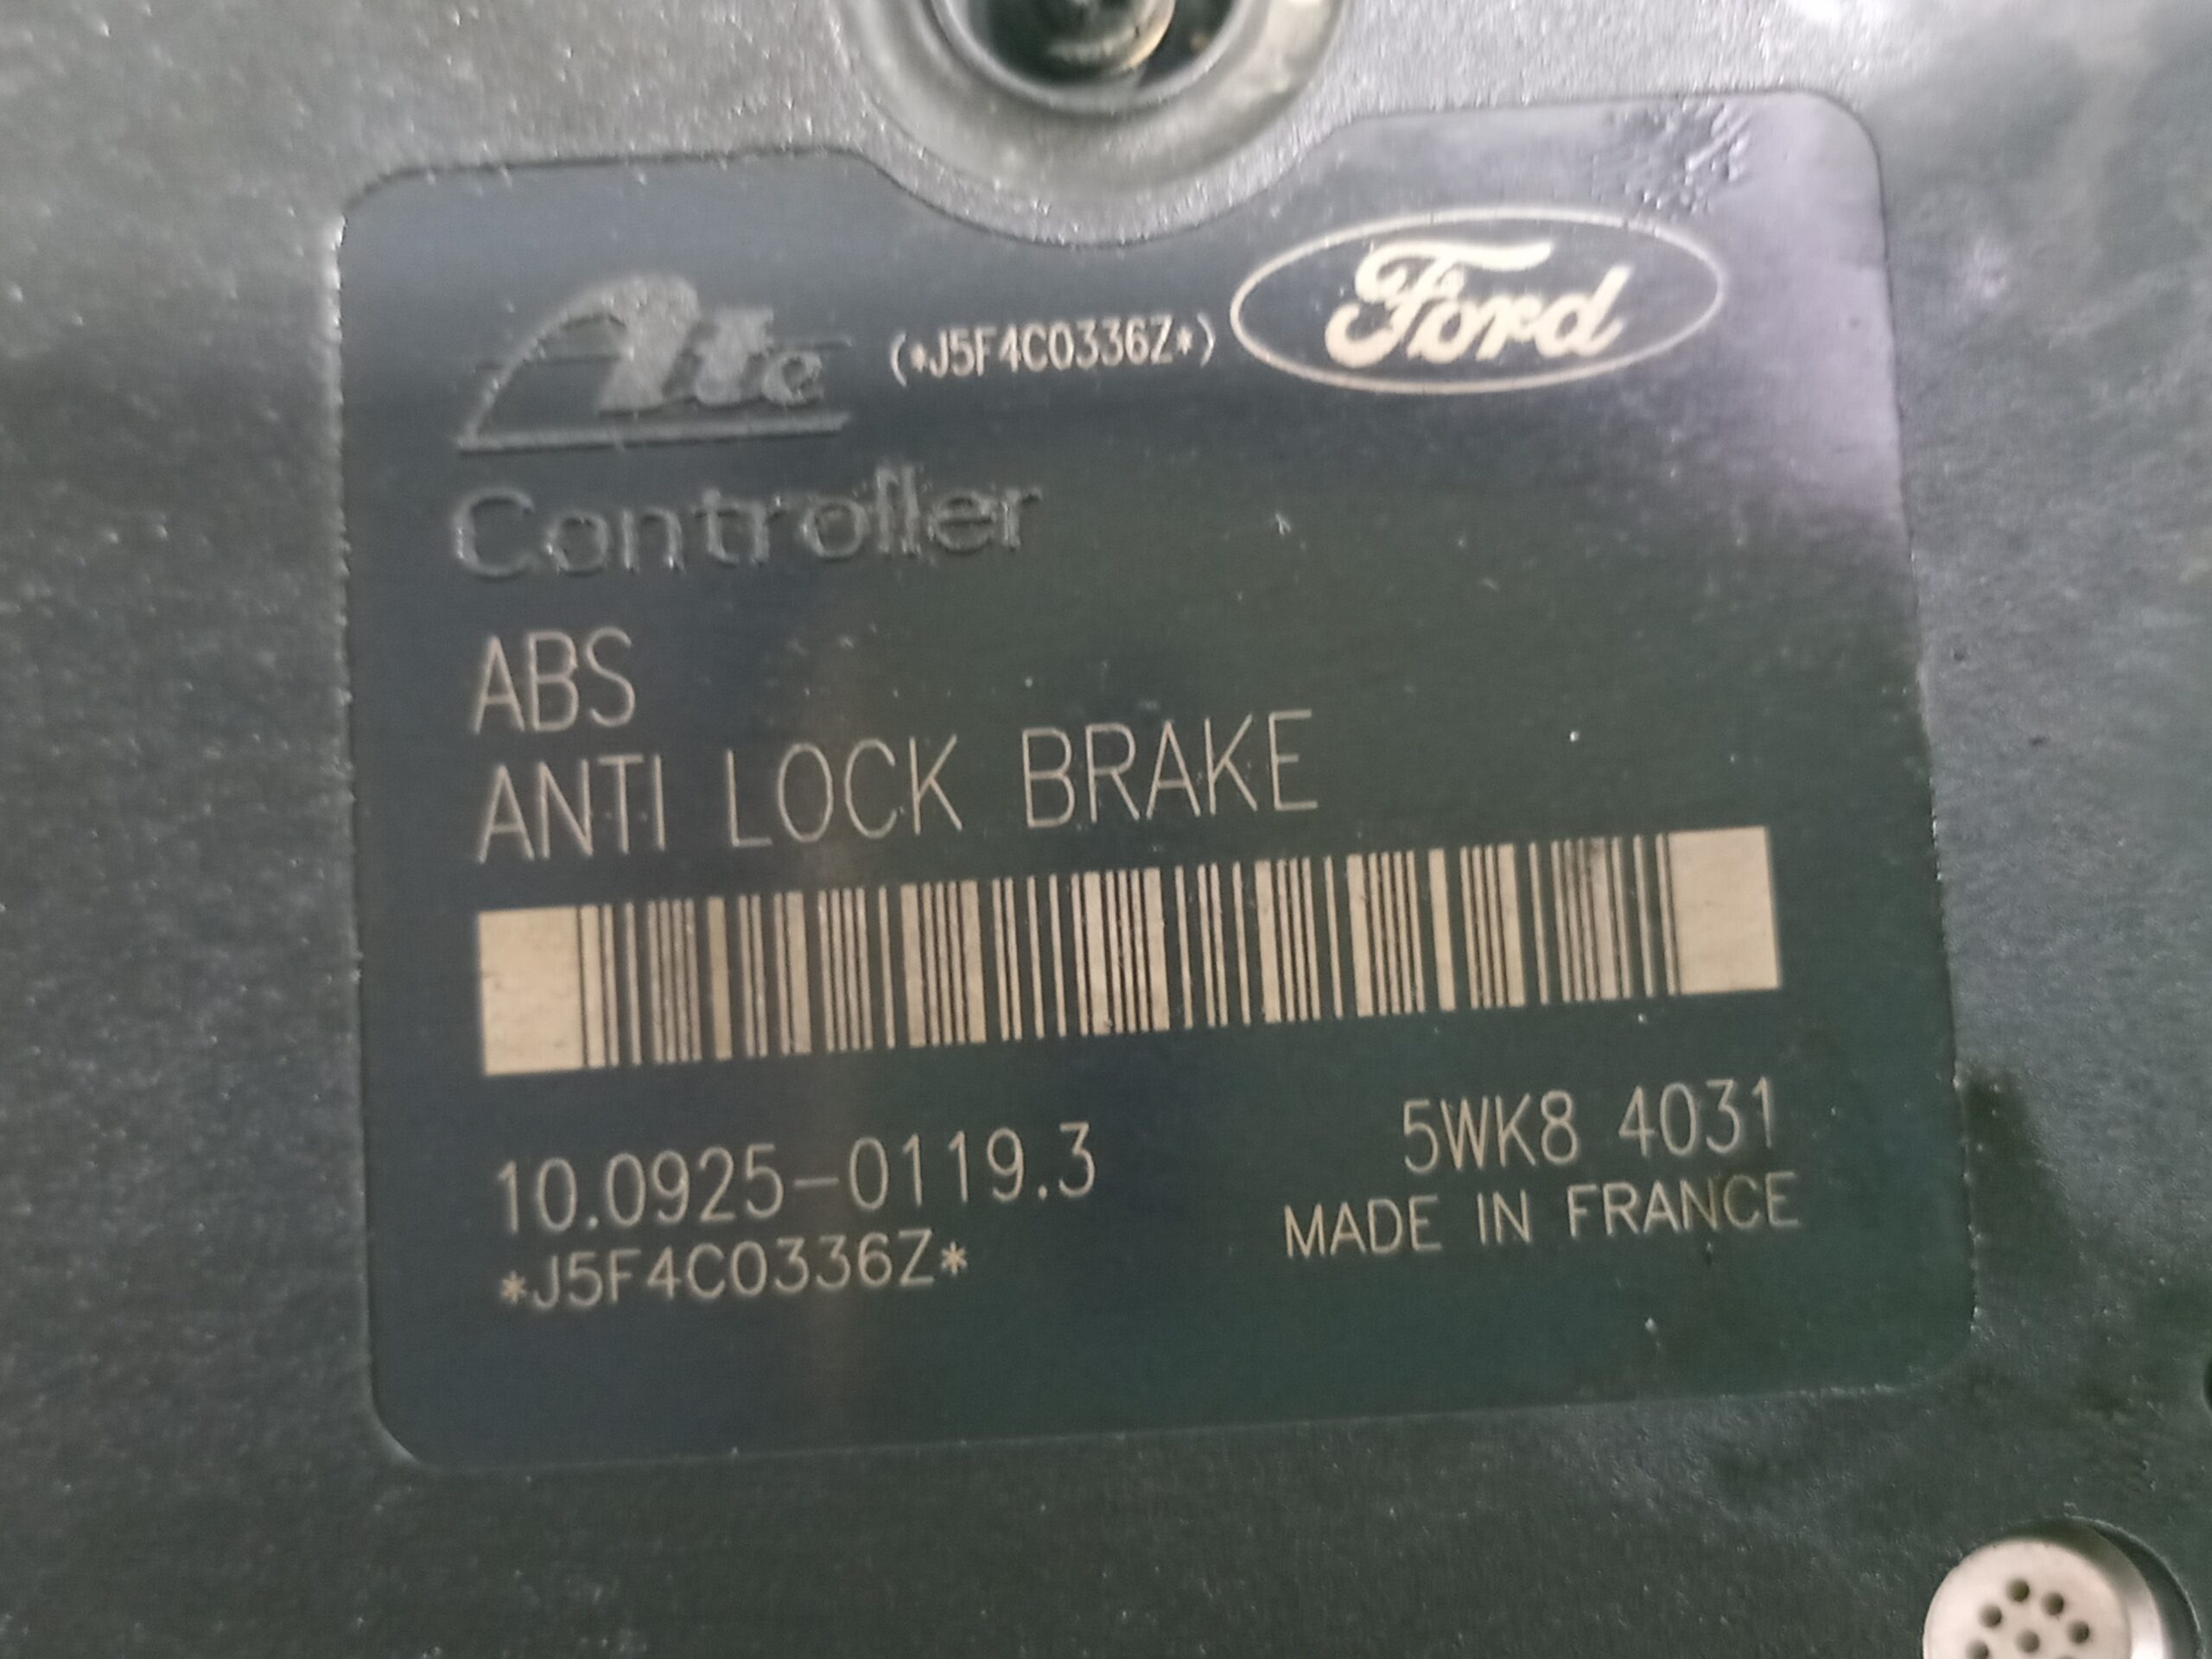 Ate (*J5F4C0336Z*) Ford
Controller
ABS
ANTI LOCK BRAKE
10.0925-0119.3 5WK8 4031
*J5F4C0336Z* MADE IN FRANCE